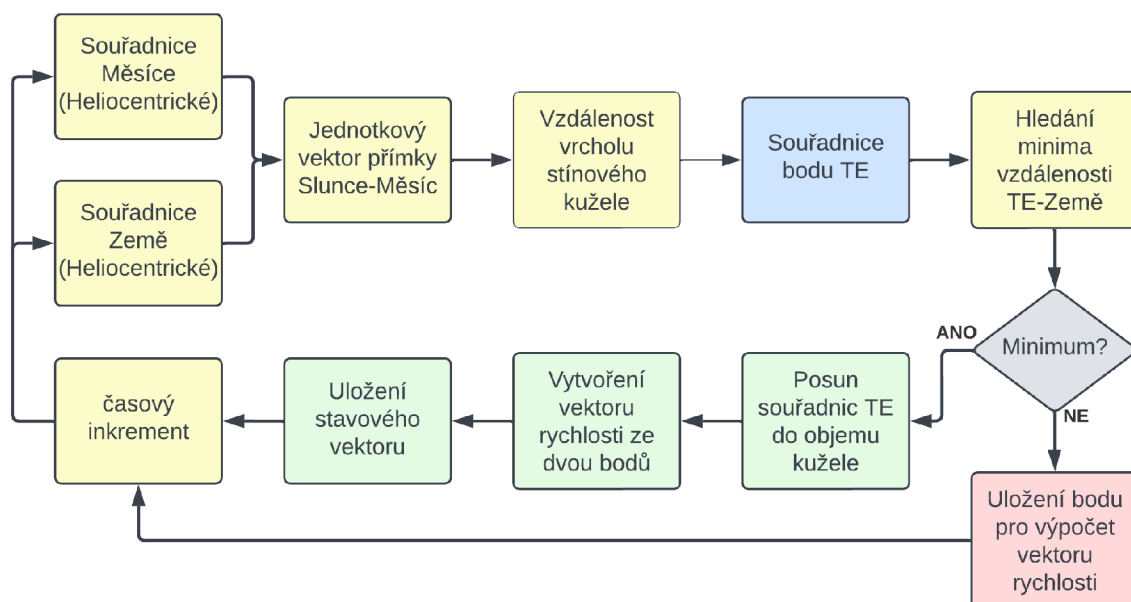 Souřadnice
Měsíce
(Heliocentrické)
Souřadnice
Země
(Heliocentrické)
Jednotkový
vektor přímky
Slunce-Měsíc
Vzdálenost
vrcholu
stínového
kužele
Souřadnice
bodu TE
Hledání
minima
vzdálenosti
TE-Země
Minimum?
ANO
NE
Posun
souřadnic TE
do objemu
kužele
Vytvoření
vektoru
rychlosti ze
dvou bodů
Uložení
stavového
vektoru
časový
inkrement
Uložení bodu
pro výpočet
vektoru
rychlosti